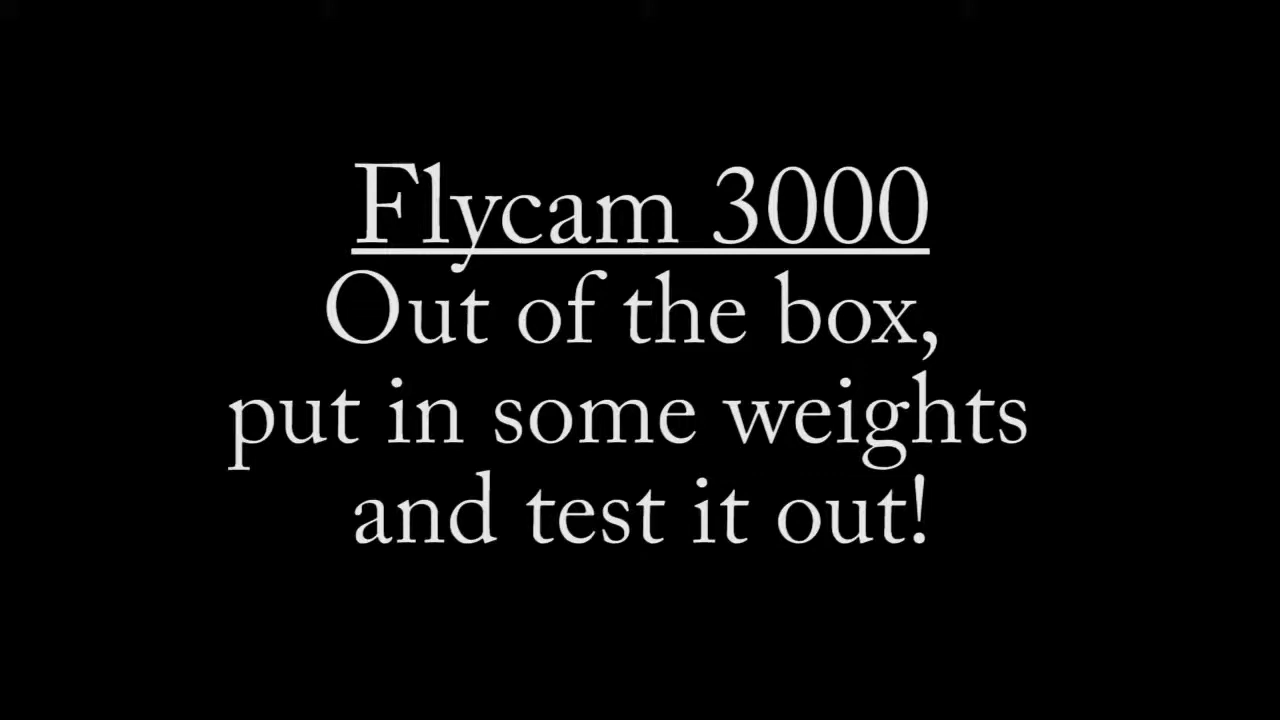 Flycam 3000
Out of the box,
put in some weights
and test it out!